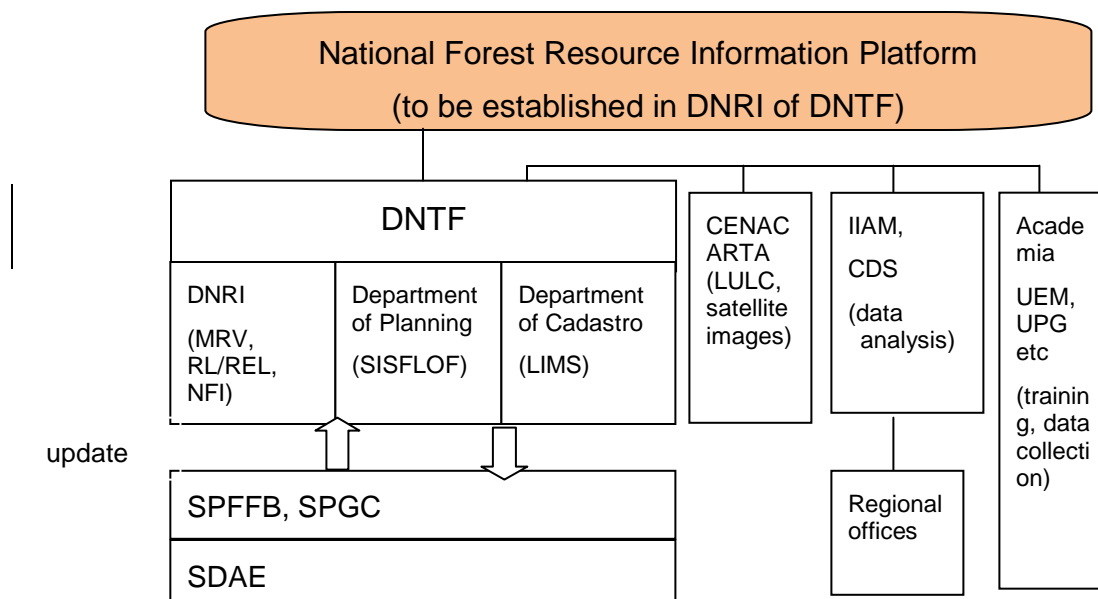 National Forest Resource Information Platform
(to be established in DNRI of DNTF)
DNTF
DNRI
(MRV,
RL/REL,
NFI)
Department
of Planning
(SISFLOF)
Department
of Cadastro
(LIMS)
CENAC
ARTA
(LULC,
satellite
images)
IIAM,
CDS
(data
analysis)
Acade
mia
UEM,
UPG
etc
(trainin
g, data
collecti
on)
update
SPFFB, SPGC
SDAE
Regional
offices